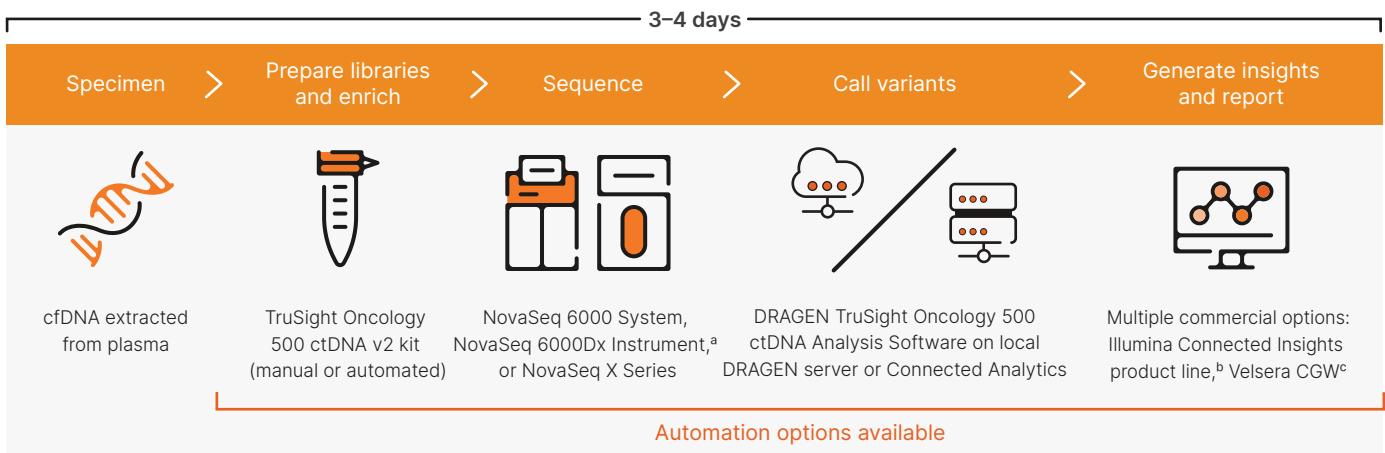 3–4 days
Specimen
Prepare libraries
and enrich
Sequence
Call variants
Generate insights
and report
cfDNA extracted
from plasma
TruSight Oncology
500 ctDNA v2 kit
(manual or automated)
NovaSeq 6000 System,
NovaSeq 6000Dx Instrument,ᵃ
or NovaSeq X Series
DRAGEN TruSight Oncology 500
ctDNA Analysis Software on local
DRAGEN server or Connected Analytics
Multiple commercial options:
Illumina Connected Insights
product line,ᵇ Velsera CGWᶜ
Automation options available